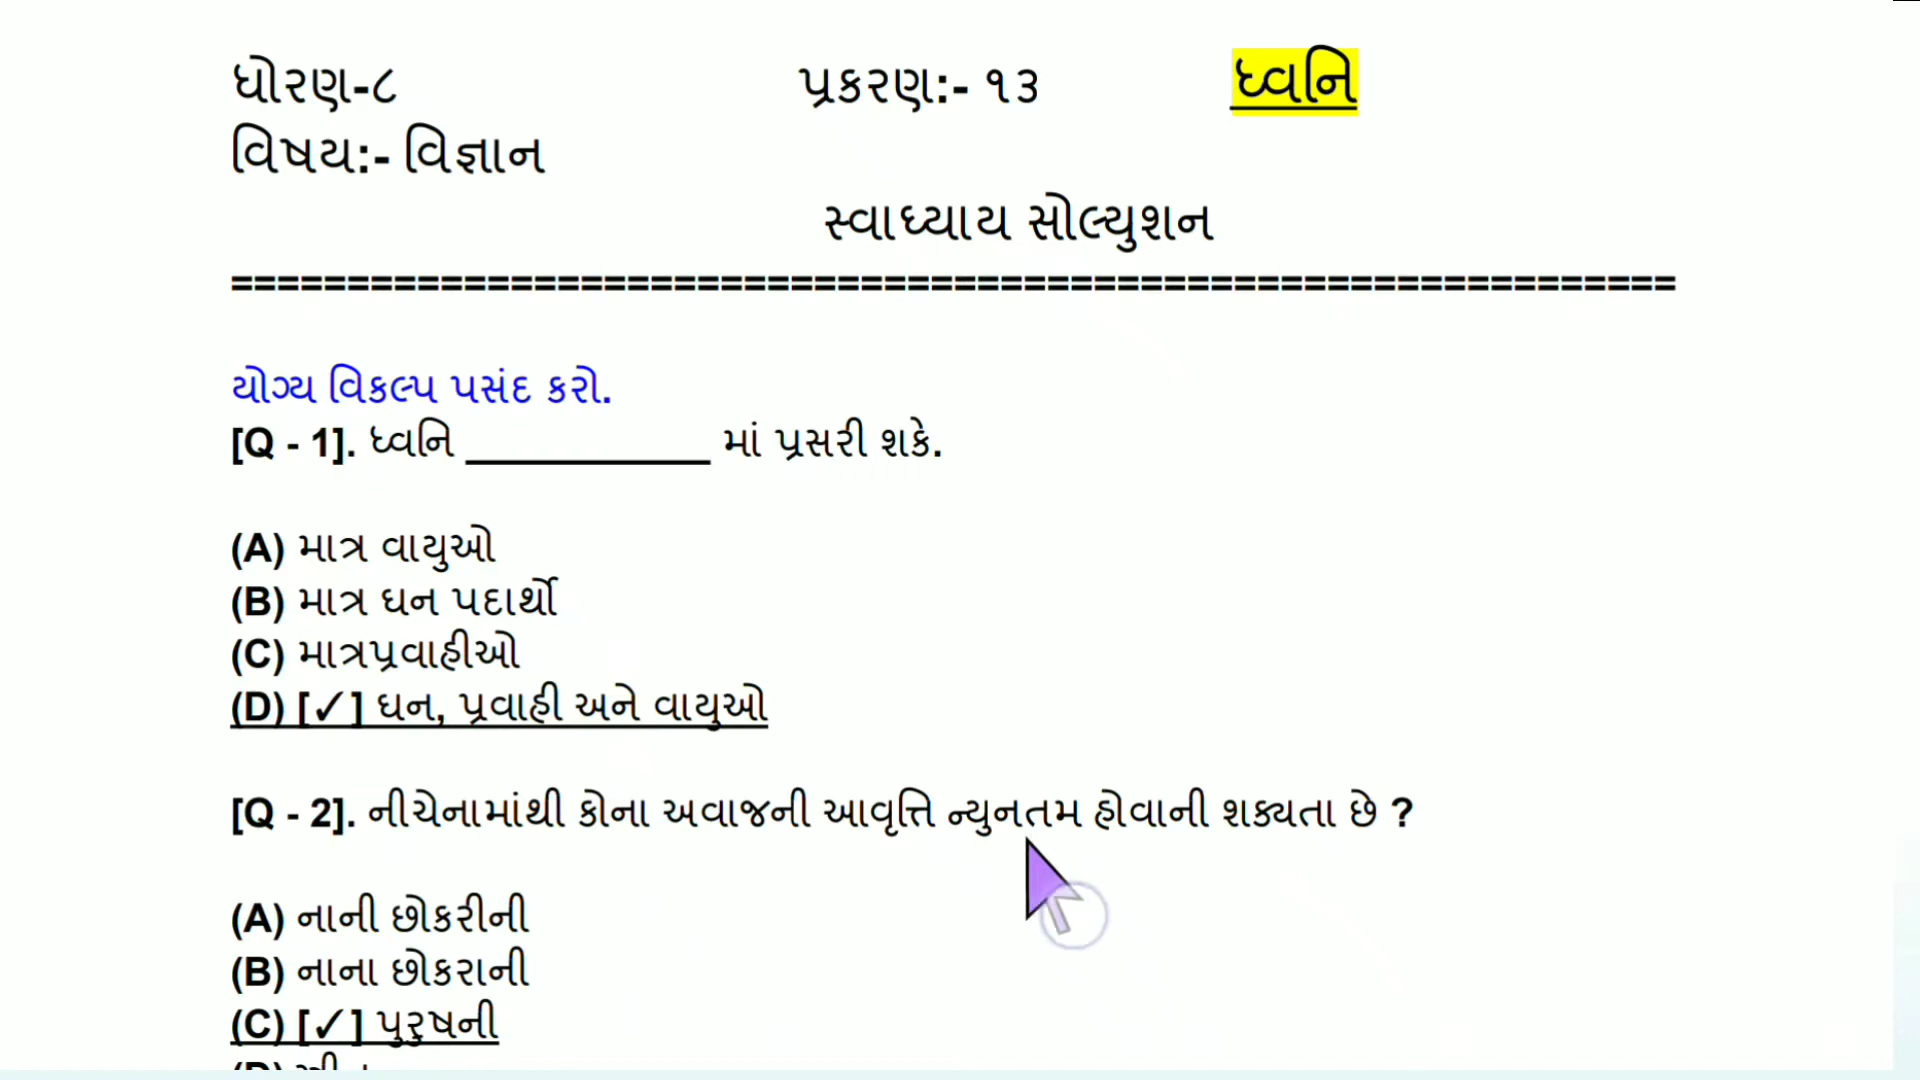 ધોરણ-૮ પ્રકરણ:- ૧૩ ધ્વનિ
વિષય:- વિજ્ઞાન
સ્વાધ્યાય સોલ્યુશન
==============================================================
યોગ્ય વિકલ્પ પસંદ કરો.
[Q - 1]. ધ્વનિ ___________ માં પ્રસરી શકે.
(A) માત્ર વાયુઓ
(B) માત્ર ઘન પદાર્થો
(C) માત્રપ્રવાહીઓ
(D) [✓] ઘન, પ્રવાહી અને વાયુઓ
[Q - 2]. નીચેનામાંથી કોના અવાજની આવૃત્તિ ન્યુનતમ હોવાની શક્યતા છે ?
(A) નાની છોકરીની
(B) નાના છોકરાની
(C) [✓] પુરુષની